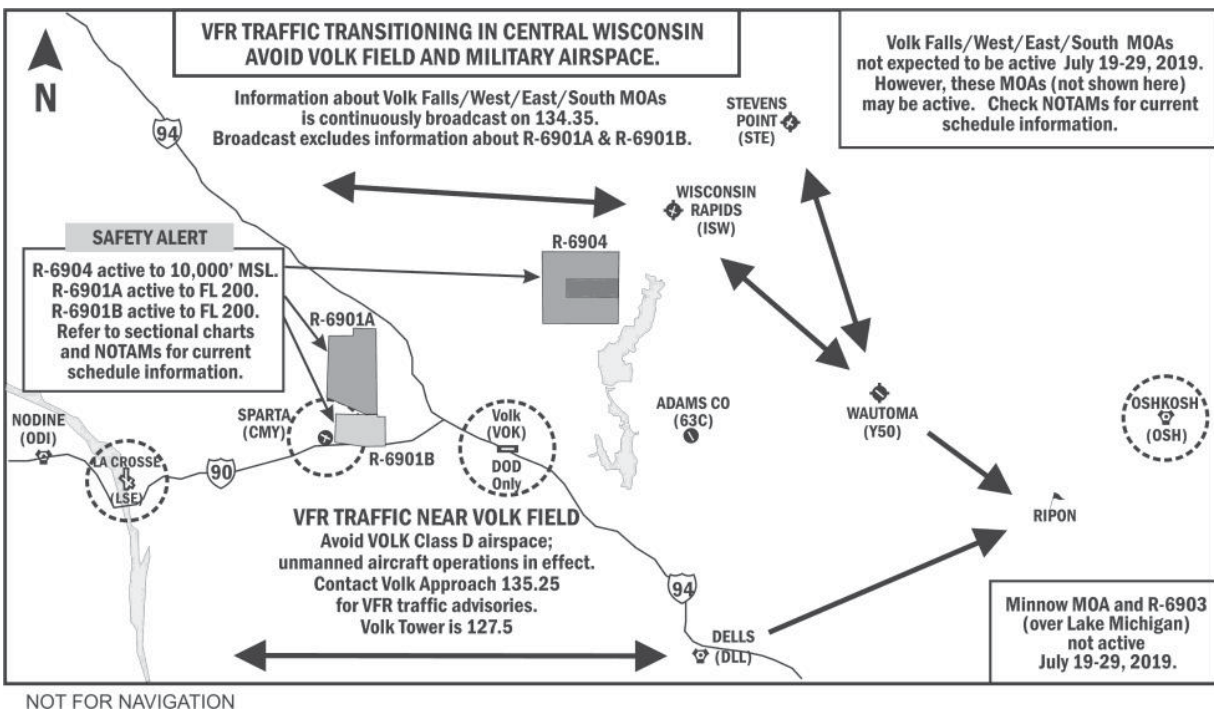 VFR TRAFFIC TRANSITIONING IN CENTRAL WISCONSIN
AVOID VOLK FIELD AND MILITARY AIRSPACE.
N
94
Information about Volk Falls/West/East/South MOAs
is continuously broadcast on 134.35.
Broadcast excludes information about R-6901A & R-6901B.
Volk Falls/West/East/South MOAs
not expected to be active July 19-29, 2019.
However, these MOAs (not shown here)
may be active. Check NOTAMs for current
schedule information.
STEVENS
POINT
(STE)
WISCONSIN
RAPIDS
(ISW)
SAFETY ALERT
R-6904 active to 10,000' MSL.
R-6901A active to FL 200.
R-6901B active to FL 200.
Refer to sectional charts
and NOTAMs for current
schedule information.
R-6904
R-6901A
NODINE
(ODI)
LA CROSSE
(LSE)
90
SPARTA
(CMY)
R-6901B
Volk
(VOK)
DOD
Only
ADAMS CO
(63C)
WAUTOMA
(Y50)
OSHKOSH
(OSH)
RIPON
VFR TRAFFIC NEAR VOLK FIELD
Avoid VOLK Class D airspace;
unmanned aircraft operations in effect.
Contact Volk Approach 135.25
for VFR traffic advisories.
Volk Tower is 127.5
94
DELLS
(DLL)
Minnow MOA and R-6903
(over Lake Michigan)
not active
July 19-29, 2019.
NOT FOR NAVIGATION